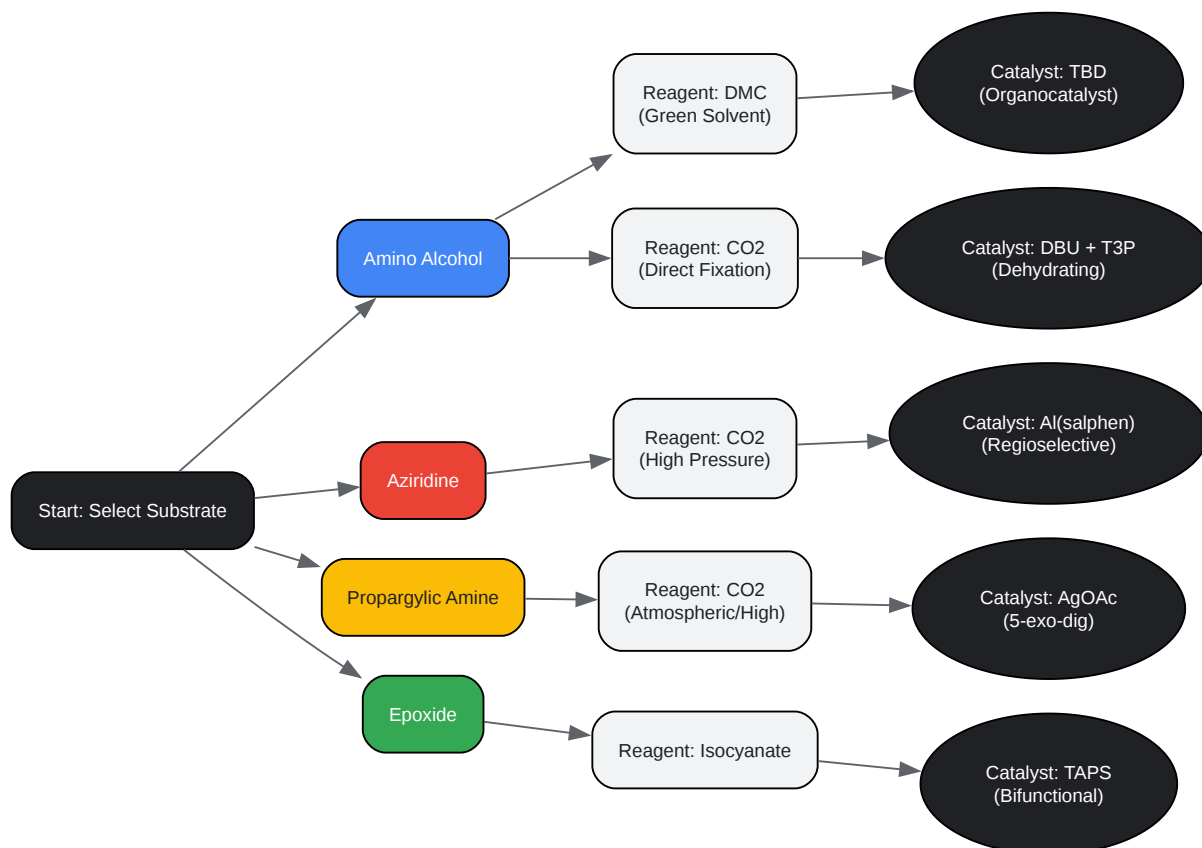 Start: Select Substrate
Amino Alcohol
Reagent: DMC
(Green Solvent)
Catalyst: TBD
(Organocatalyst)
Reagent: CO2
(Direct Fixation)
Catalyst: DBU + T3P
(Dehydrating)
Aziridine
Reagent: CO2
(High Pressure)
Catalyst: Al(salphen)
(Regioselective)
Propargylic Amine
Reagent: CO2
(Atmospheric/High)
Catalyst: AgOAc
(5-exo-dig)
Epoxide
Reagent: Isocyanate
Catalyst: TAPS
(Bifunctional)